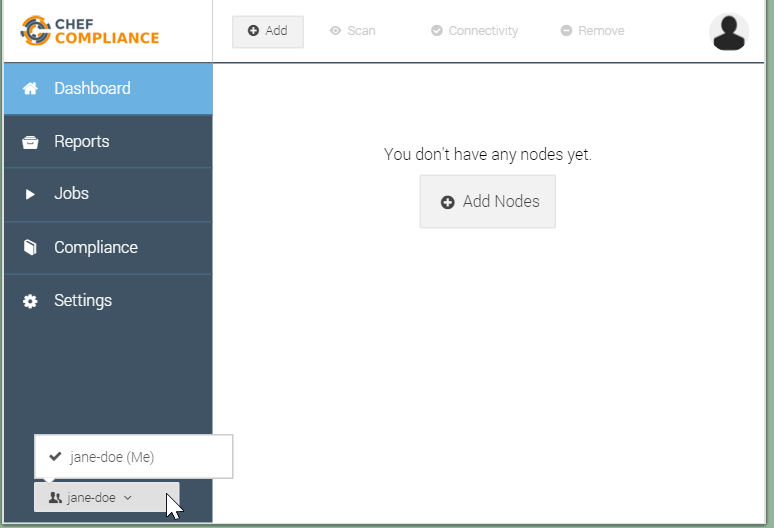 CHEF
COMPLIANCE
Add
Scan
Connectivity
Remove
Dashboard
Reports
Jobs
Compliance
Settings
You don't have any nodes yet.
Add Nodes
jane-doe (Me)
jane-doe